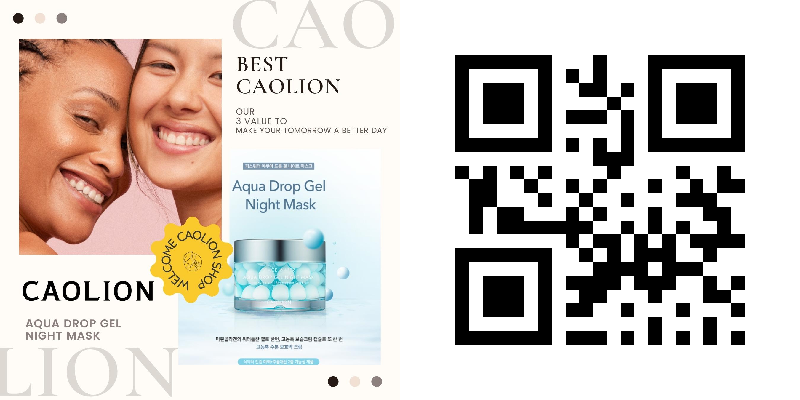 CAO
BEST
CAOLION
OUR
3 VALUE TO
MAKE YOUR TOMORROW A BETTER DAY
Aqua Drop Gel
Night Mask
WELCOME CAOLION SHOP
CAOLION
AQUA DROP GEL
NIGHT MASK
LION